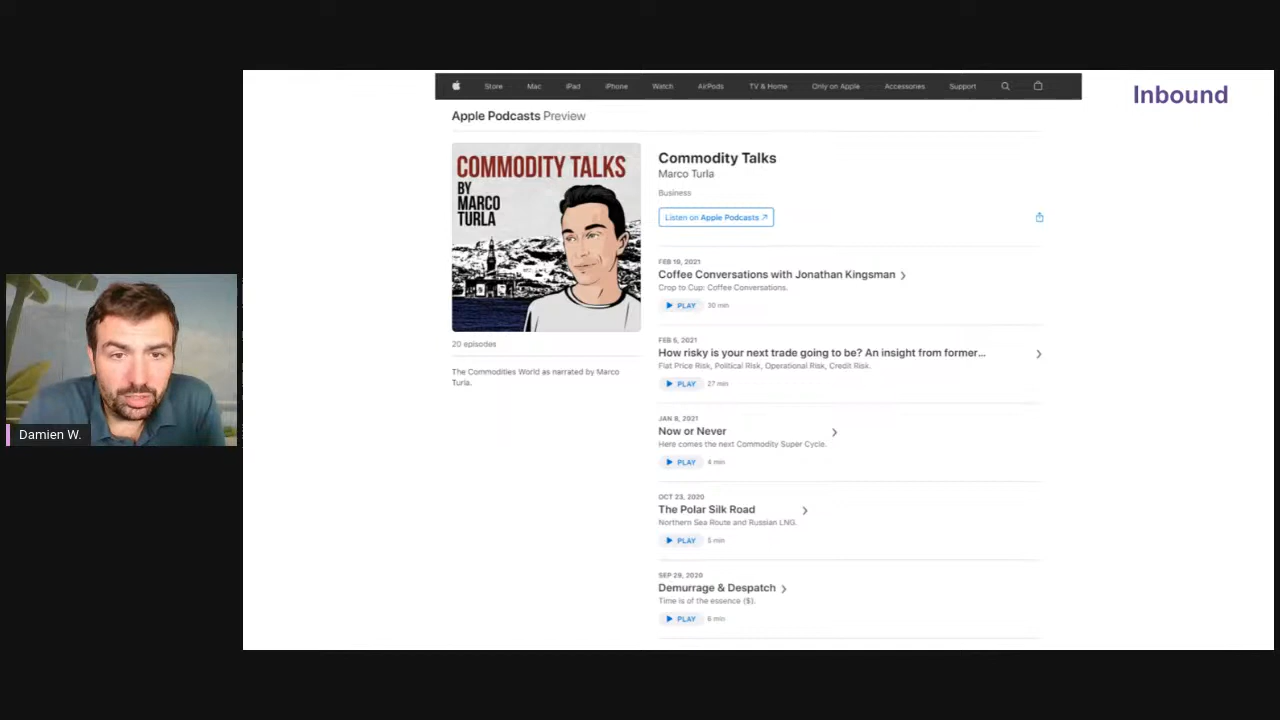 Store Mac iPad iPhone Watch AirPods TV & Home Only on Apple Accessories Support
Inbound
Apple Podcasts Preview
COMMODITY TALKS
BY
MARCO
TURLA
20 episodes
The Commodities World as narrated by Marco
Turla.
Commodity Talks
Marco Turla
Business
Listen on Apple Podcasts ↗
FEB 19, 2021
Coffee Conversations with Jonathan Kingsman
Crop to Cup: Coffee Conversations.
PLAY 30 min
FEB 5, 2021
How risky is your next trade going to be? An insight from former...
Flat Price Risk, Political Risk, Operational Risk, Credit Risk.
PLAY 27 min
JAN 8, 2021
Now or Never
Here comes the next Commodity Super Cycle.
PLAY 4 min
OCT 23, 2020
The Polar Silk Road
Northern Sea Route and Russian LNG.
PLAY 5 min
SEP 29, 2020
Demurrage & Despatch
Time is of the essence ($).
PLAY 6 min
Damien W.